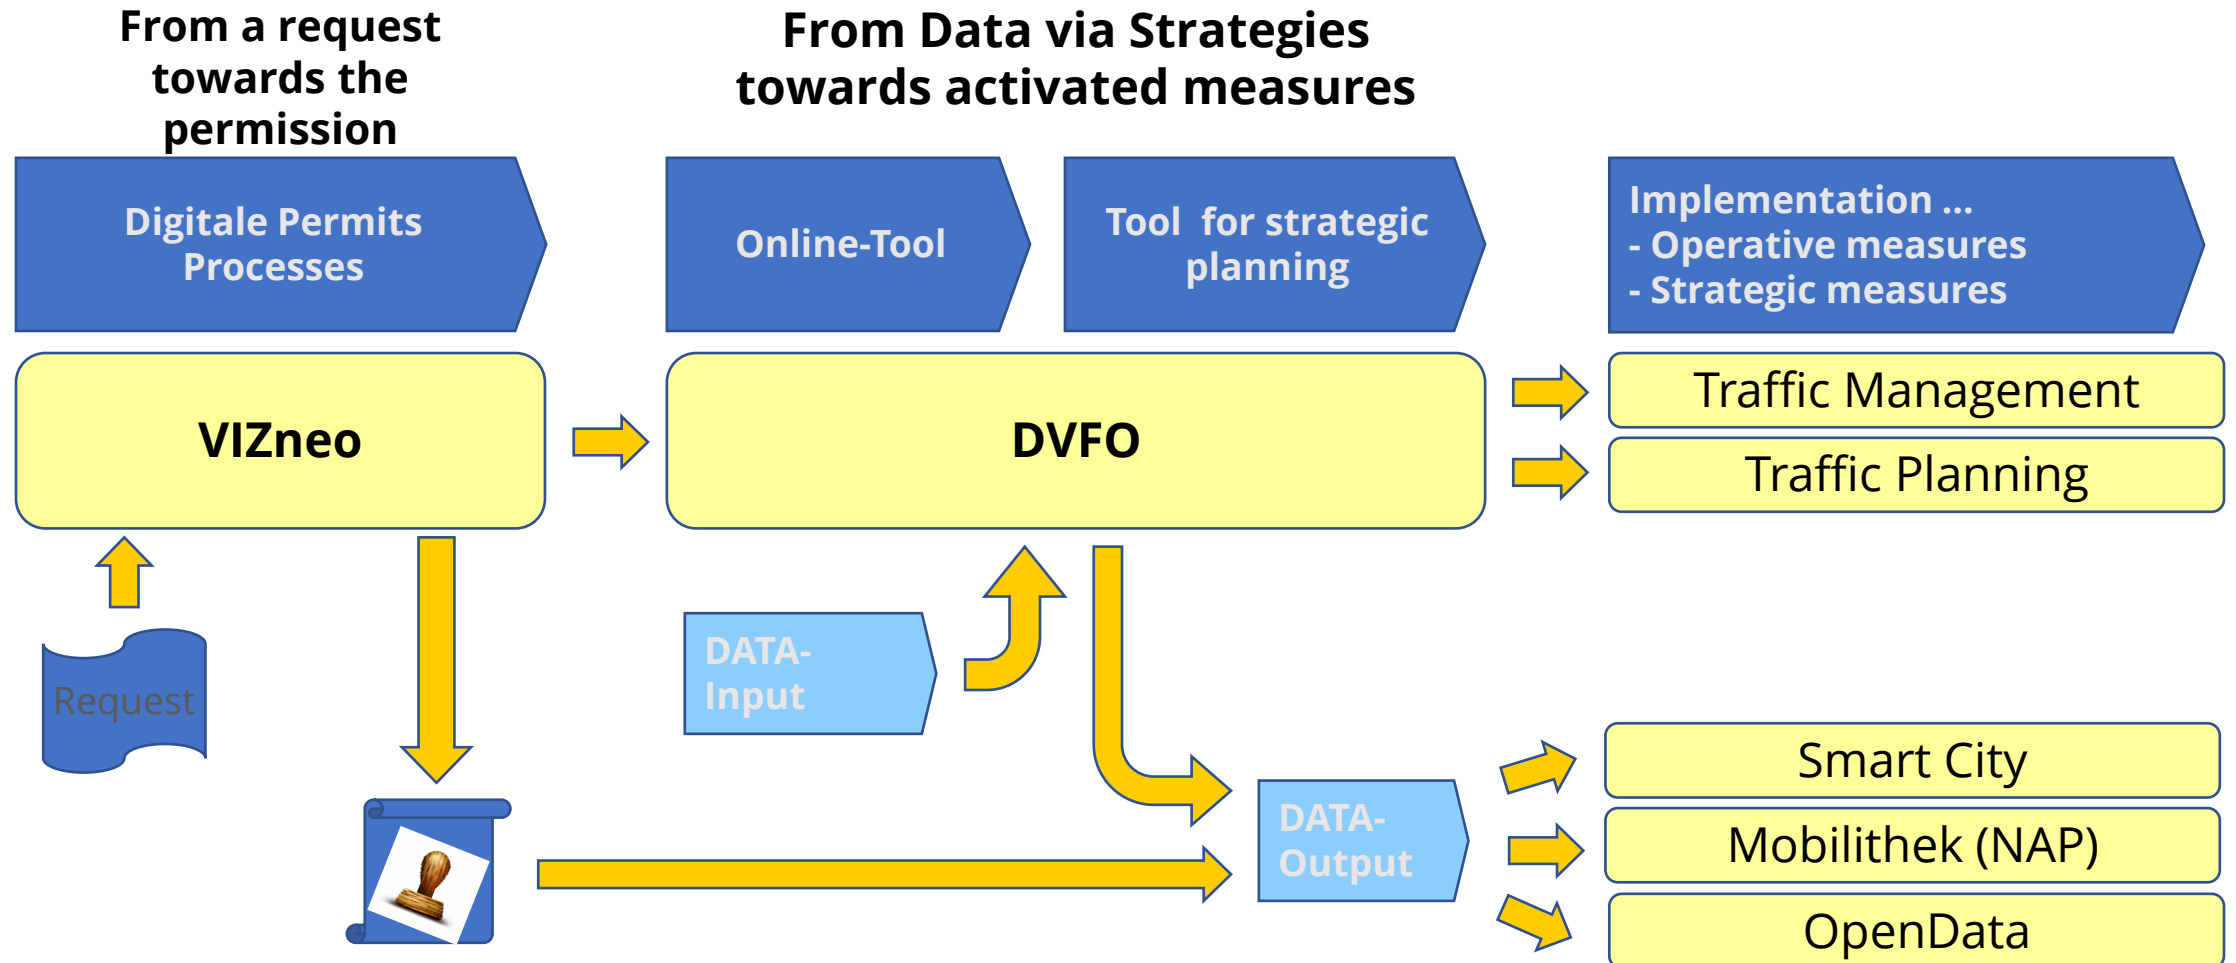 From a request
towards the
permission
From Data via Strategies
towards activated measures
Digitale Permits
Processes
Online-Tool
Tool  for strategic
planning
Implementation ...
- Operative measures
- Strategic measures
VIZneo
DVFO
Traffic Management
Traffic Planning
Request
DATA-
Input
DATA-
Output
Smart City
Mobilithek (NAP)
OpenData